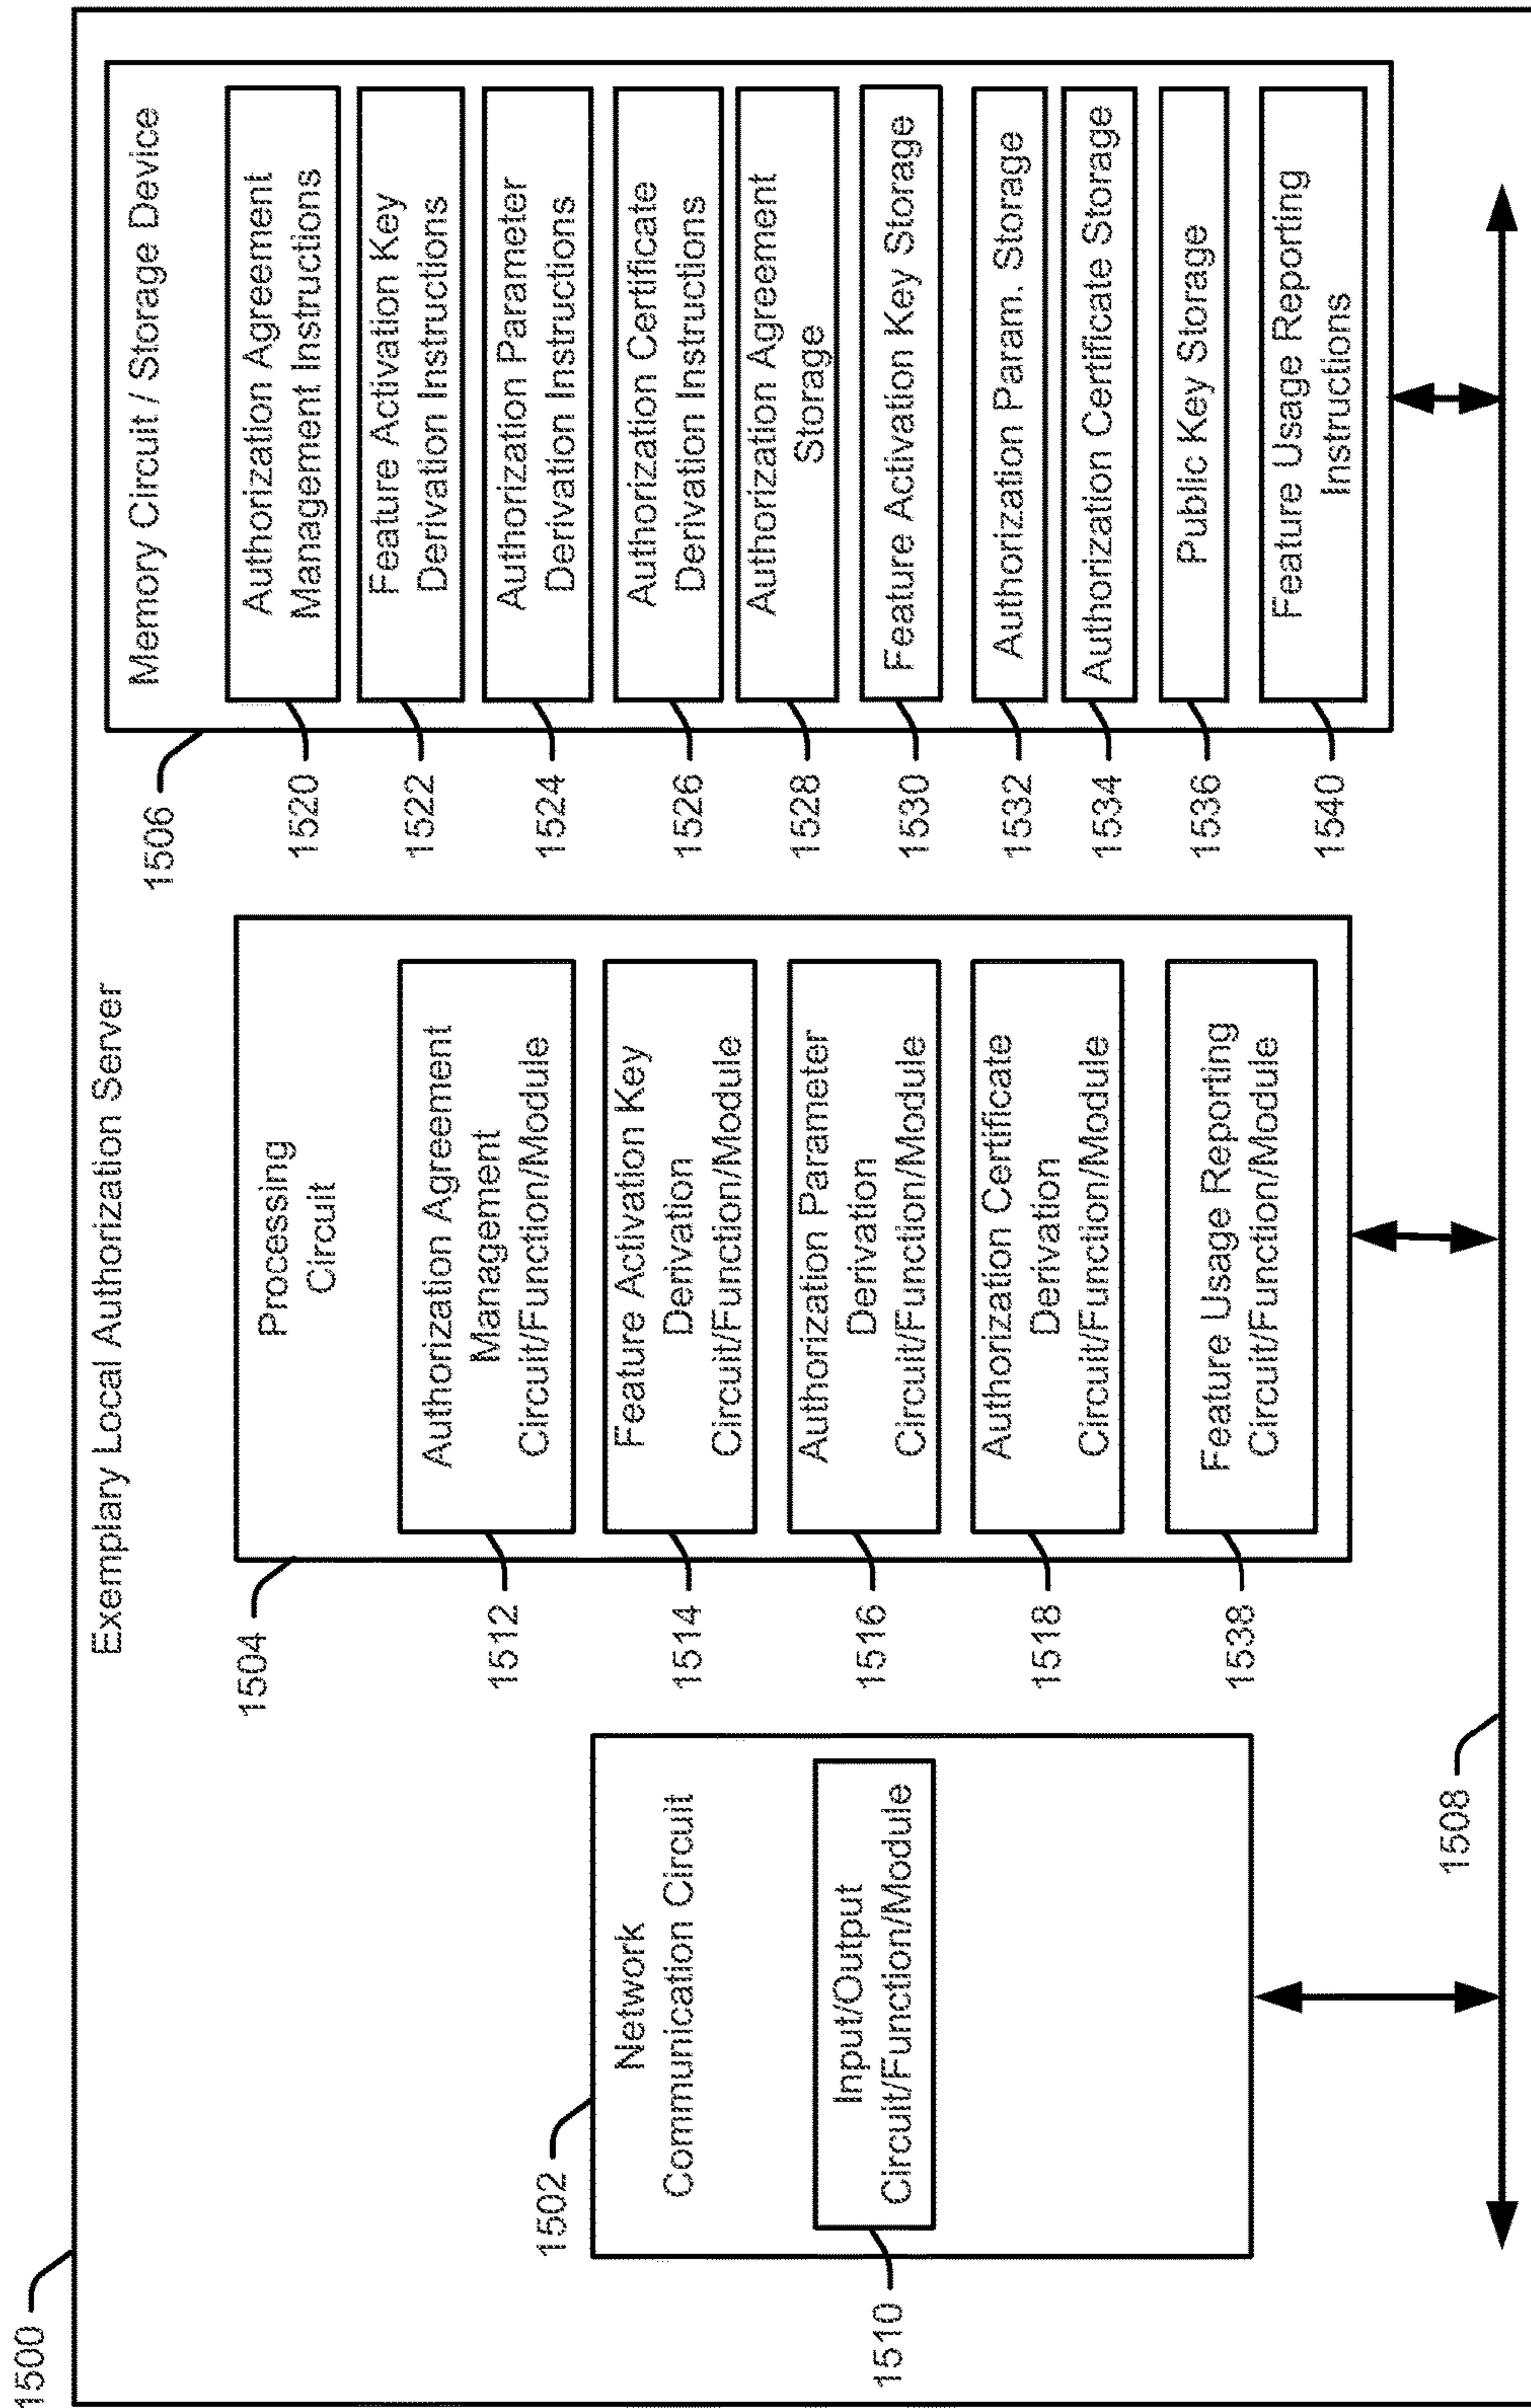 1500
Exemplary Local Authorization Server
1502
Network
Communication Circuit
Input/Output
Circuit/Function/Module
1510
1504
Processing
Circuit
Authorization Agreement
Management
Circuit/Function/Module
1512
Feature Activation Key
Derivation
Circuit/Function/Module
1514
Authorization Parameter
Derivation
Circuit/Function/Module
1516
Authorization Certificate
Derivation
Circuit/Function/Module
1518
Feature Usage Reporting
Circuit/Function/Module
1538
1506
Memory Circuit / Storage Device
Authorization Agreement
Management Instructions
1520
Feature Activation Key
Derivation Instructions
1522
Authorization Parameter
Derivation Instructions
1524
Authorization Certificate
Derivation Instructions
1526
Authorization Agreement
Storage
1528
Feature Activation Key Storage
1530
Authorization Param. Storage
1532
Authorization Certificate Storage
1534
Public Key Storage
1536
Feature Usage Reporting
Instructions
1540
1508